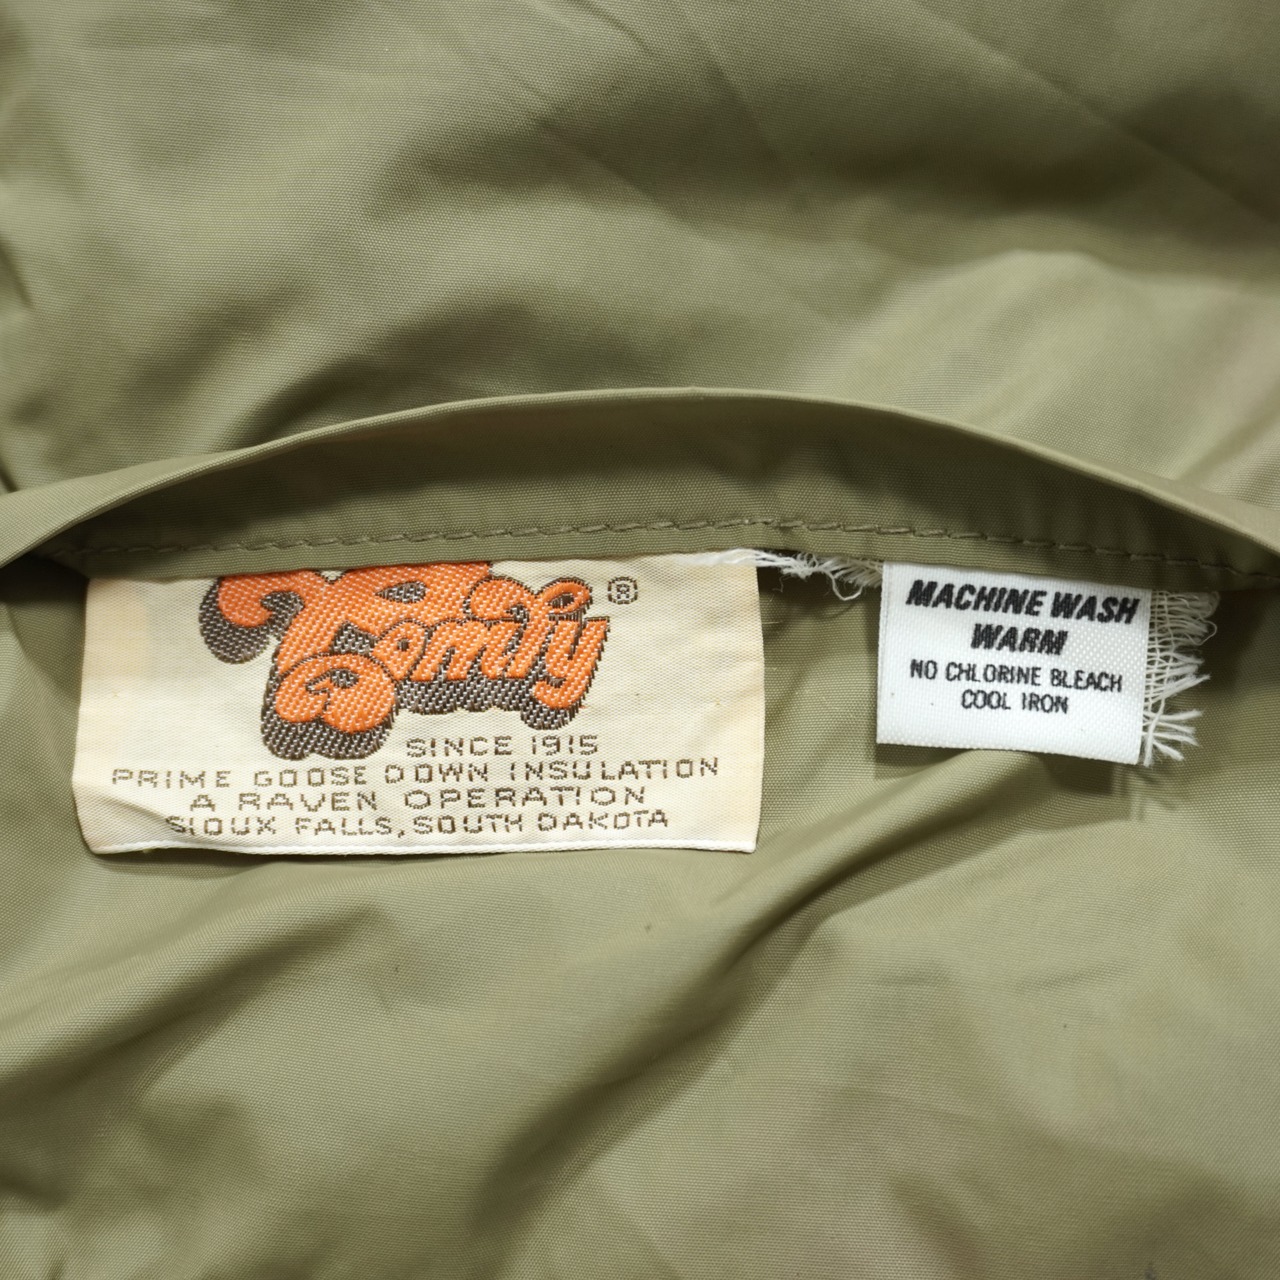 Comfy ®
SINCE 1915
PRIME GOOSE DOWN INSULATION
A RAVEN OPERATION
SIOUX FALLS, SOUTH DAKOTA
MACHINE WASH
WARM
NO CHLORINE BLEACH
COOL IRON